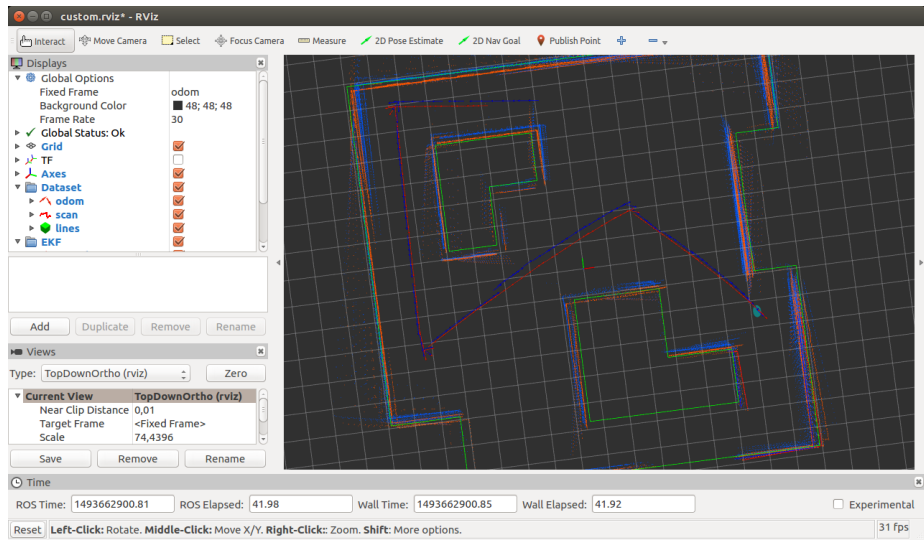 custom.rviz* - RViz
Interact Move Camera Select Focus Camera Measure 2D Pose Estimate 2D Nav Goal Publish Point
Displays
Global Options
Fixed Frame odom
Background Color 48; 48; 48
Frame Rate 30
Global Status: Ok
Grid
TF
Axes
Dataset
odom
scan
lines
EKF
Add Duplicate Remove Rename
Views
Type: TopDownOrtho (rviz) Zero
Current View TopDownOrtho (rviz)
Near Clip Distance 0,01
Target Frame <Fixed Frame>
Scale 74,4396
Save Remove Rename
Time
ROS Time: 1493662900.81 ROS Elapsed: 41.98 Wall Time: 1493662900.85 Wall Elapsed: 41.92 Experimental
Reset Left-Click: Rotate. Middle-Click: Move X/Y. Right-Click:: Zoom. Shift: More options. 31 fps